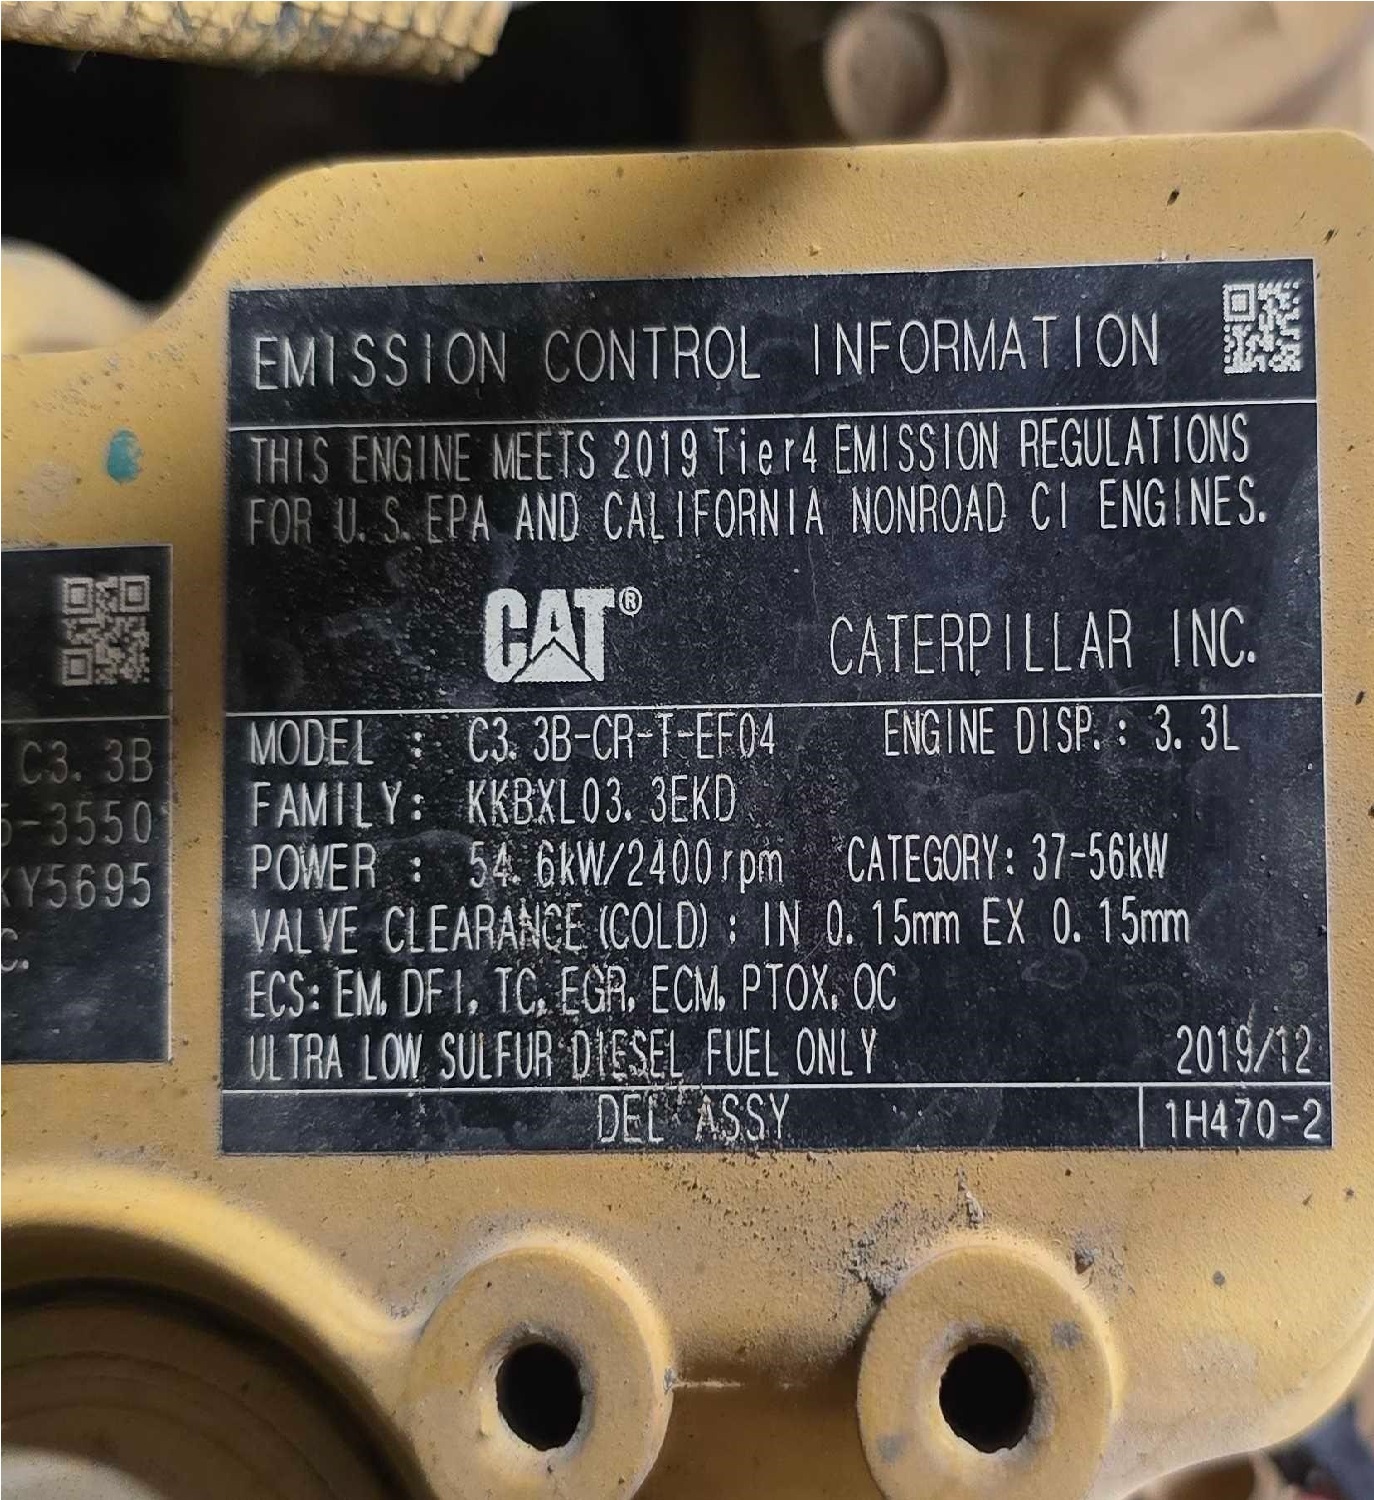 EMISSION CONTROL INFORMATION
THIS ENGINE MEETS 2019 Tier4 EMISSION REGULATIONS
FOR U.S. EPA AND CALIFORNIA NONROAD CI ENGINES.
CAT® CATERPILLAR INC.
MODEL : C3.3B-CR-T-EF04 ENGINE DISP.: 3.3L
FAMILY: KKBXL03.3EKD
POWER : 54.6kW/2400rpm CATEGORY: 37-56kW
VALVE CLEARANCE (COLD) : IN 0.15mm EX 0.15mm
ECS: EM, DFI, TC, EGR, ECM, PTOX, OC
ULTRA LOW SULFUR DIESEL FUEL ONLY 2019/12
DEL ASSY 1H470-2
C3.3B
-3550
Y5695
C.